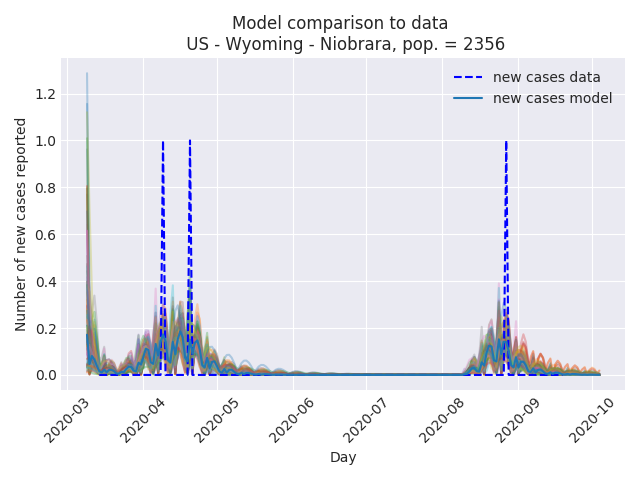 Model comparison to data
US - Wyoming - Niobrara, pop. = 2356
new cases data
new cases model
1.2
1.0
0.8
0.6
0.4
0.2
0.0
Number of new cases reported
2020-03
2020-04
2020-05
2020-06
2020-07
2020-08
2020-09
2020-10
Day